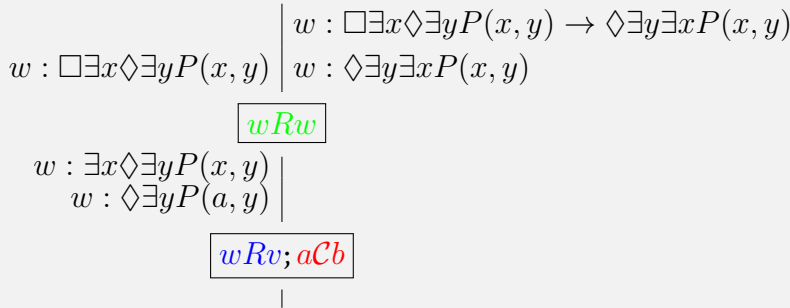 w : □∃x◇∃yP(x, y) → ◇∃y∃xP(x, y)
w : □∃x◇∃yP(x, y) | w : ◇∃y∃xP(x, y)
wRw
w : ∃x◇∃yP(x, y)
w : ◇∃yP(a, y)
wRv; a𝒞b